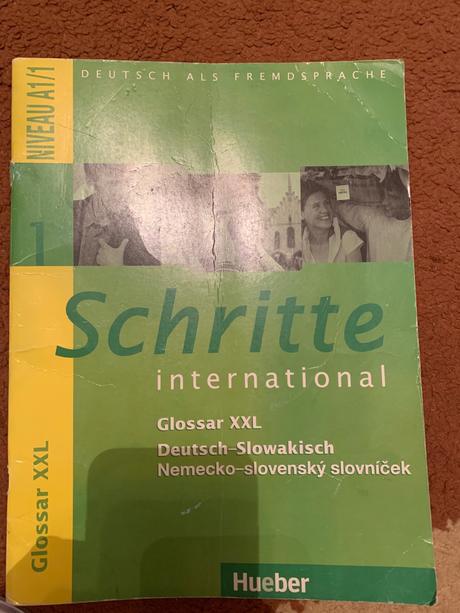 DEUTSCH ALS FREMDSPRACHE
NIVEAU A1/1
1
Schritte
international
Glossar XXL
Deutsch–Slowakisch
Nemecko–slovenský slovníček
Glossar XXL
Hueber